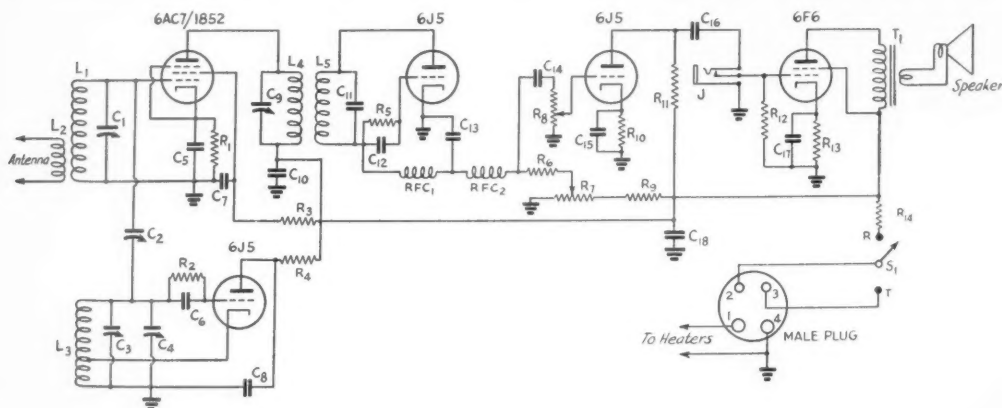 6AC7/1852
6J5
6J5
C16
6F6
T1
Speaker
L1
L2
Antenna
C1
C5
R1
C7
C9
L4
L5
C11
C10
R5
C12
C13
RFC1
RFC2
C14
R8
C15
R10
R6
R7
R9
R11
J
R12
C17
R13
C18
R14
R
S1
T
C2
R3
R4
6J5
R2
C6
L3
C3
C4
C8
2
3
1
4
To Heaters
MALE PLUG